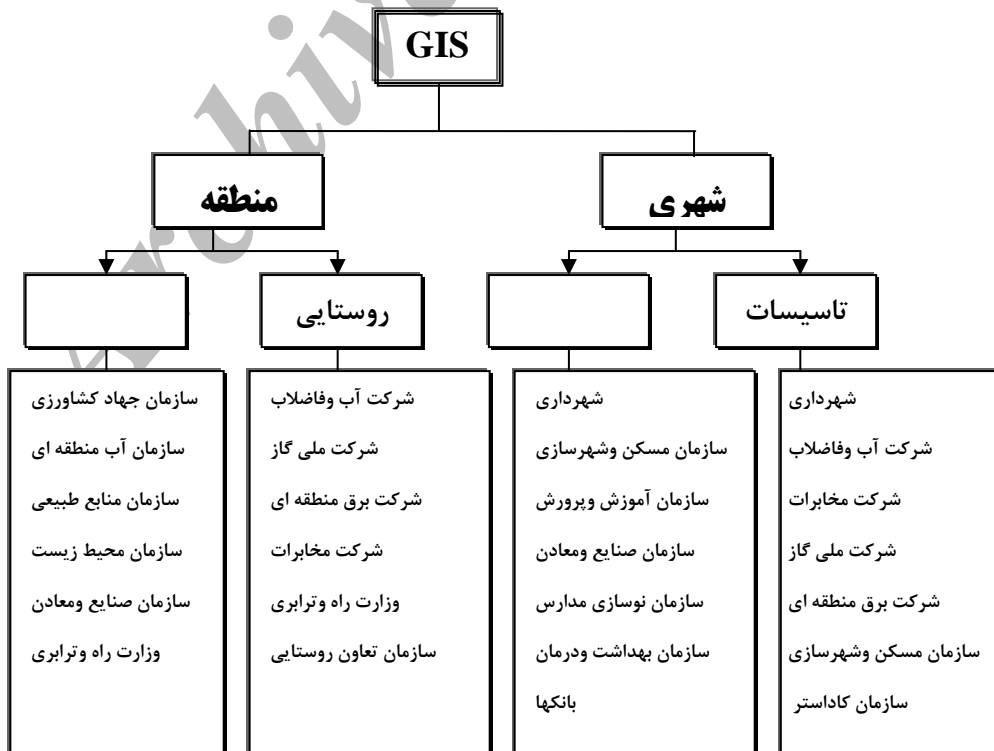 GIS
شهری
منطقه
تاسیسات
روستایی
شهرداری
شرکت آب وفاضلاب
شرکت مخابرات
شرکت ملی گاز
شرکت برق منطقه ای
سازمان مسکن وشهرسازی
سازمان کاداستر
شهرداری
سازمان مسکن وشهرسازی
سازمان آموزش وپرورش
سازمان صنایع ومعادن
سازمان نوسازی مدارس
سازمان بهداشت ودرمان
بانکها
شرکت آب وفاضلاب
شرکت ملی گاز
شرکت برق منطقه ای
شرکت مخابرات
وزارت راه وترابری
سازمان تعاون روستایی
سازمان جهاد کشاورزی
سازمان آب منطقه ای
سازمان منابع طبیعی
سازمان محیط زیست
سازمان صنایع ومعادن
وزارت راه وترابری